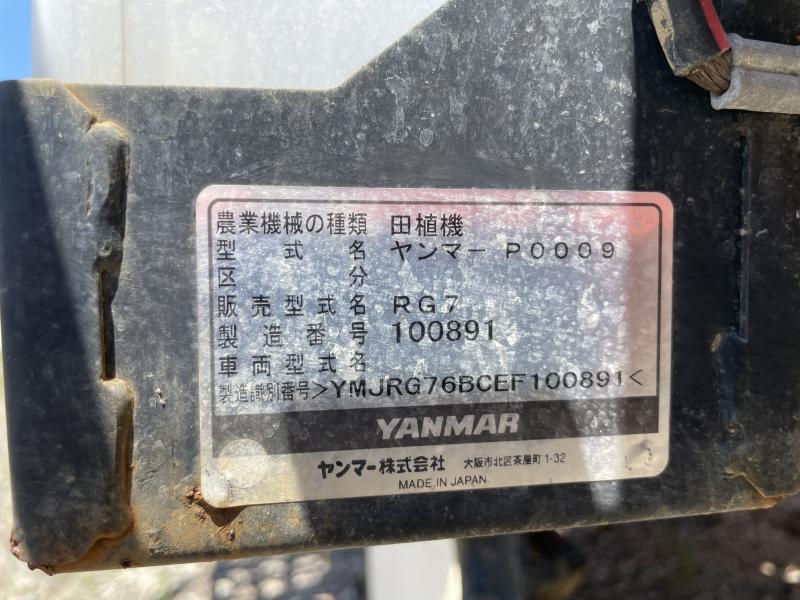 農業機械の種類 田植機
型式名 ヤンマー P0009
区分
販売型式名 RG7
製造番号 100891
車両型式名
製造識別番号 >YMJRG76BCEF100891<
YANMAR
ヤンマー株式会社 大阪市北区茶屋町1-32
MADE IN JAPAN